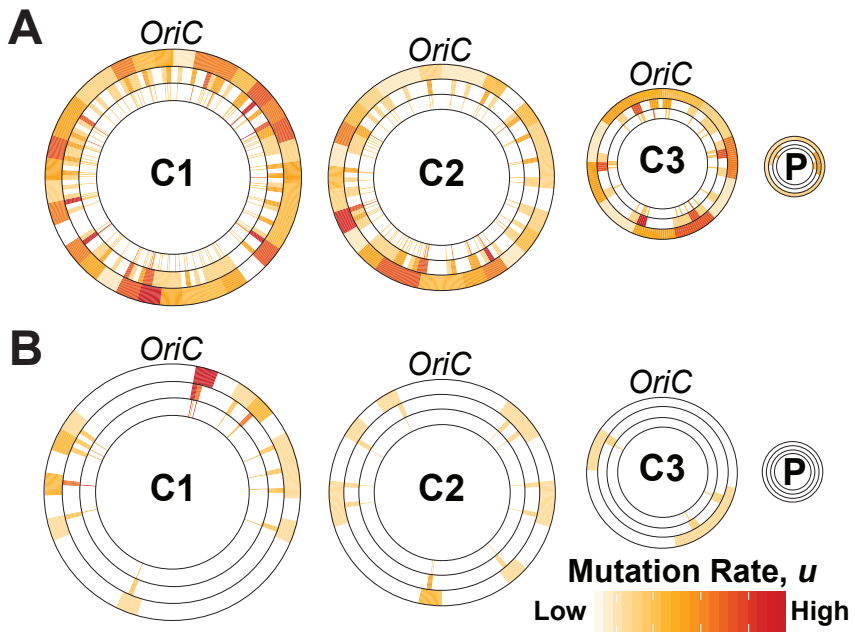 A
OriC
OriC
OriC
C1
C2
C3
P
B
OriC
OriC
OriC
C1
C2
C3
P
Mutation Rate, u
Low
High